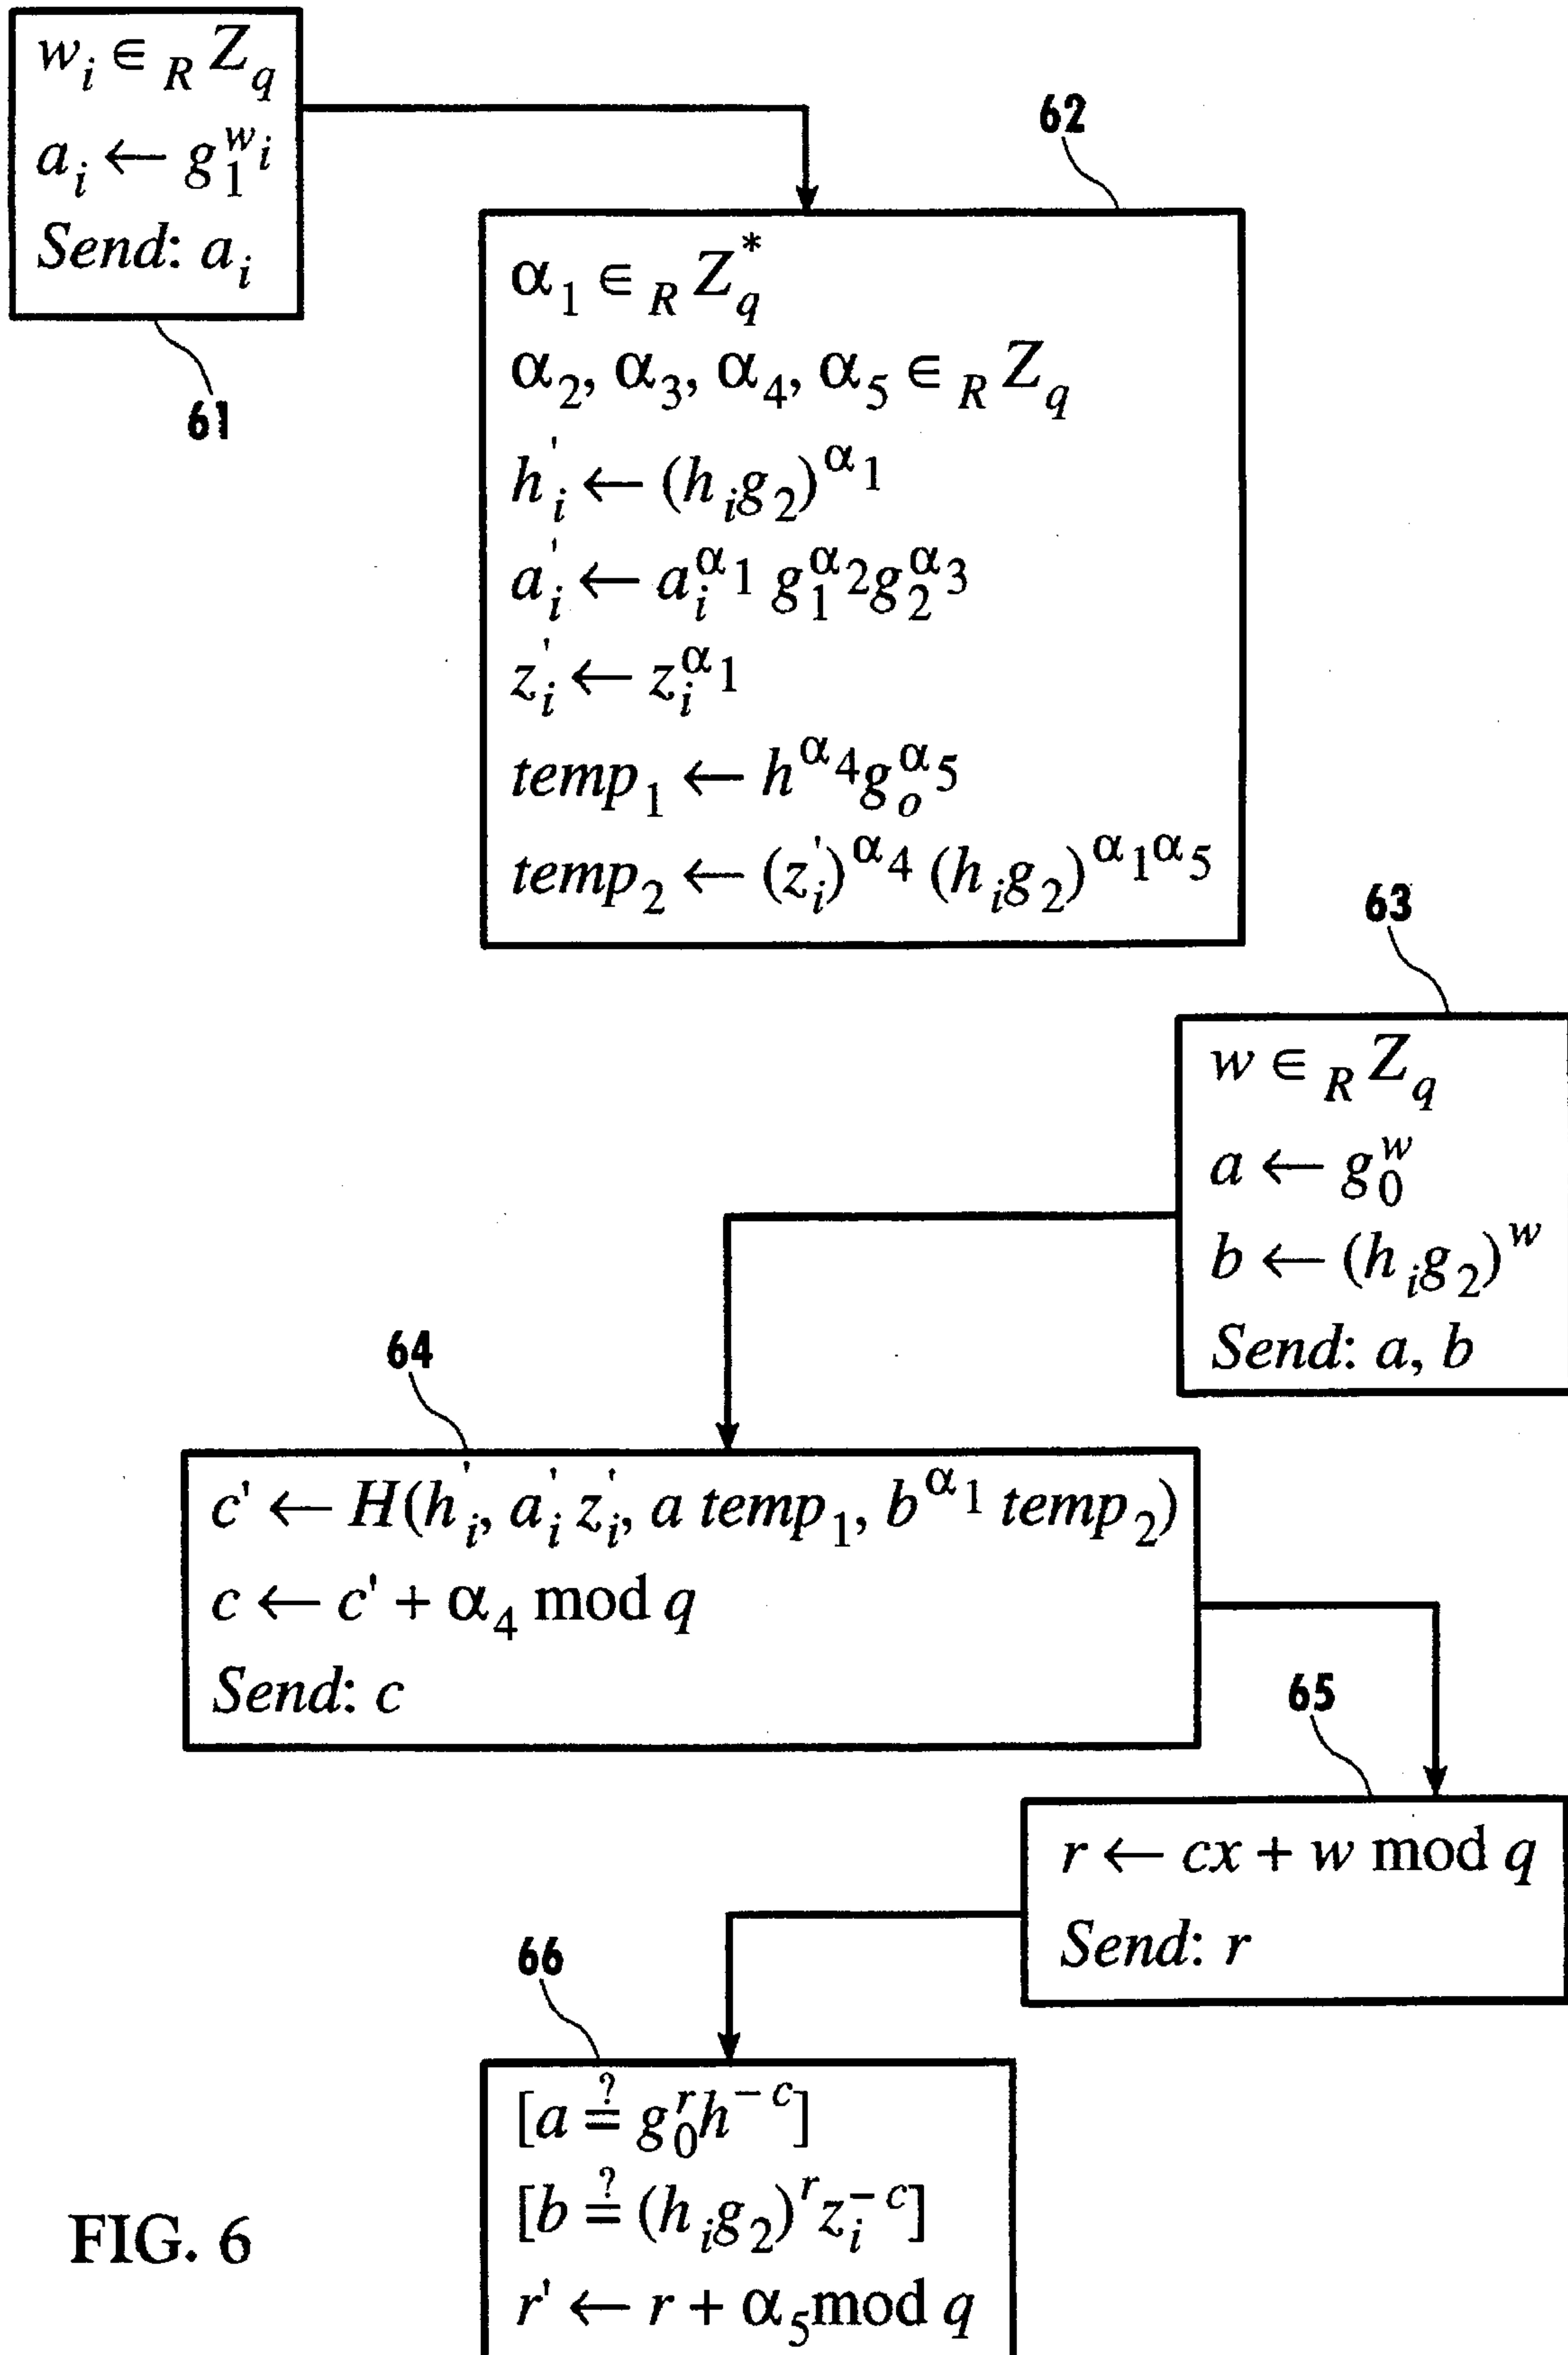 w_i ∈_R Z_q
a_i ← g_1^{w_i}
Send: a_i
61
62
α_1 ∈_R Z_q^*
α_2, α_3, α_4, α_5 ∈_R Z_q
h'_i ← (h_i g_2)^{α_1}
a'_i ← a_i^{α_1} g_1^{α_2} g_2^{α_3}
z'_i ← z_i^{α_1}
temp_1 ← h^{α_4} g_o^{α_5}
temp_2 ← (z'_i)^{α_4} (h_i g_2)^{α_1 α_5}
63
w ∈_R Z_q
a ← g_0^w
b ← (h_i g_2)^w
Send: a, b
64
c' ← H(h'_i, a'_i z'_i, a temp_1, b^{α_1} temp_2)
c ← c' + α_4 mod q
Send: c
65
r ← cx + w mod q
Send: r
66
[a ≟ g_0^r h^{-c}]
[b ≟ (h_i g_2)^r z_i^{-c}]
r' ← r + α_5 mod q
FIG. 6